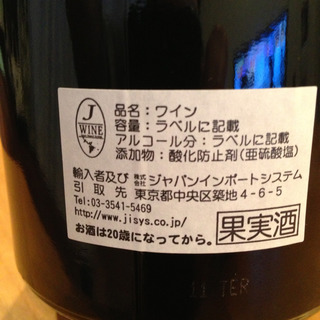 J
WINE
品名：ワイン
容量：ラベルに記載
アルコール分：ラベルに記載
添加物：酸化防止剤(亜硫酸塩)
輸入者及び 株式会社 ジャパンインポートシステム
引取先 東京都中央区築地4-6-5
Tel:03-3541-5469
http://www.jisys.co.jp/
お酒は20歳になってから。
果実酒